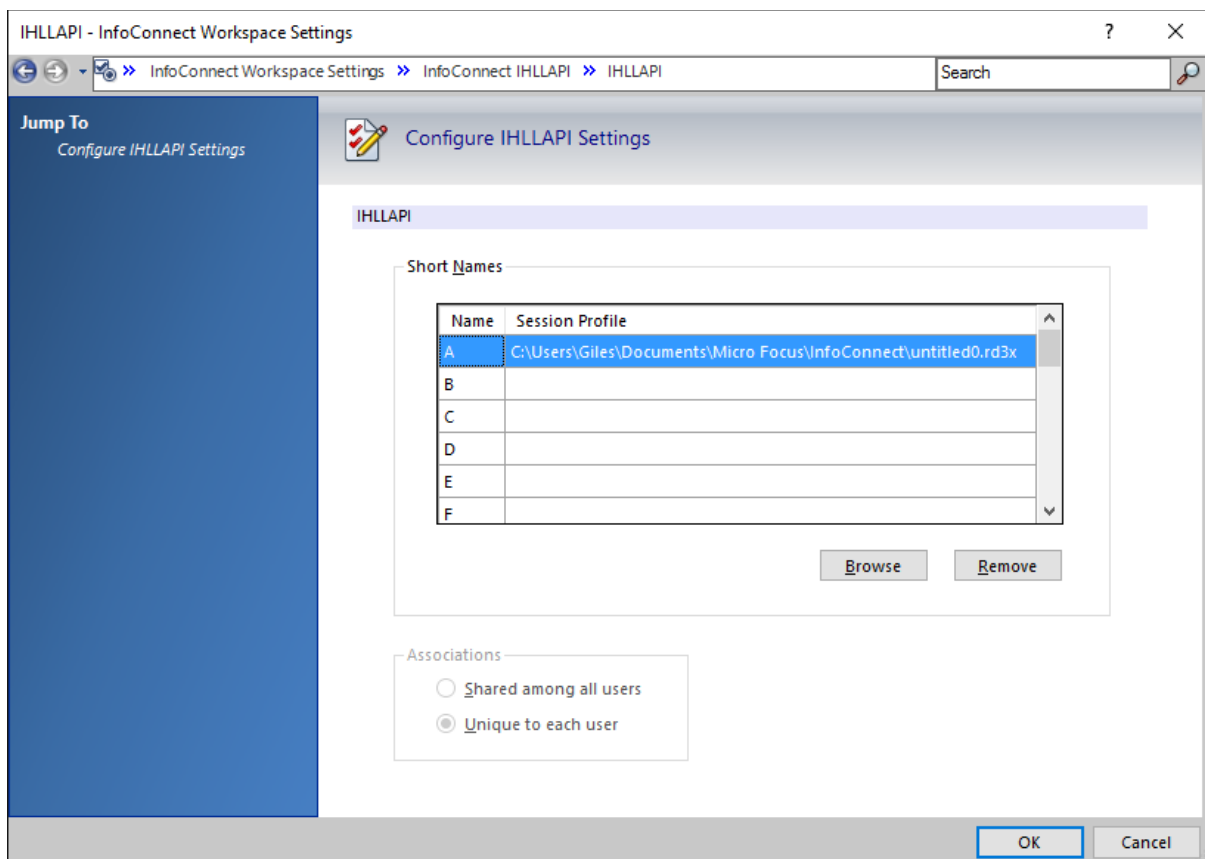 IHLLAPI - InfoConnect Workspace Settings ?
InfoConnect Workspace Settings » InfoConnect IHLLAPI » IHLLAPI Search
Jump To
Configure IHLLAPI Settings
Configure IHLLAPI Settings
IHLLAPI
Short Names
Name Session Profile
A C:\Users\Giles\Documents\Micro Focus\InfoConnect\untitled0.rd3x
B
C
D
E
F
Browse Remove
Associations
Shared among all users
Unique to each user
OK Cancel